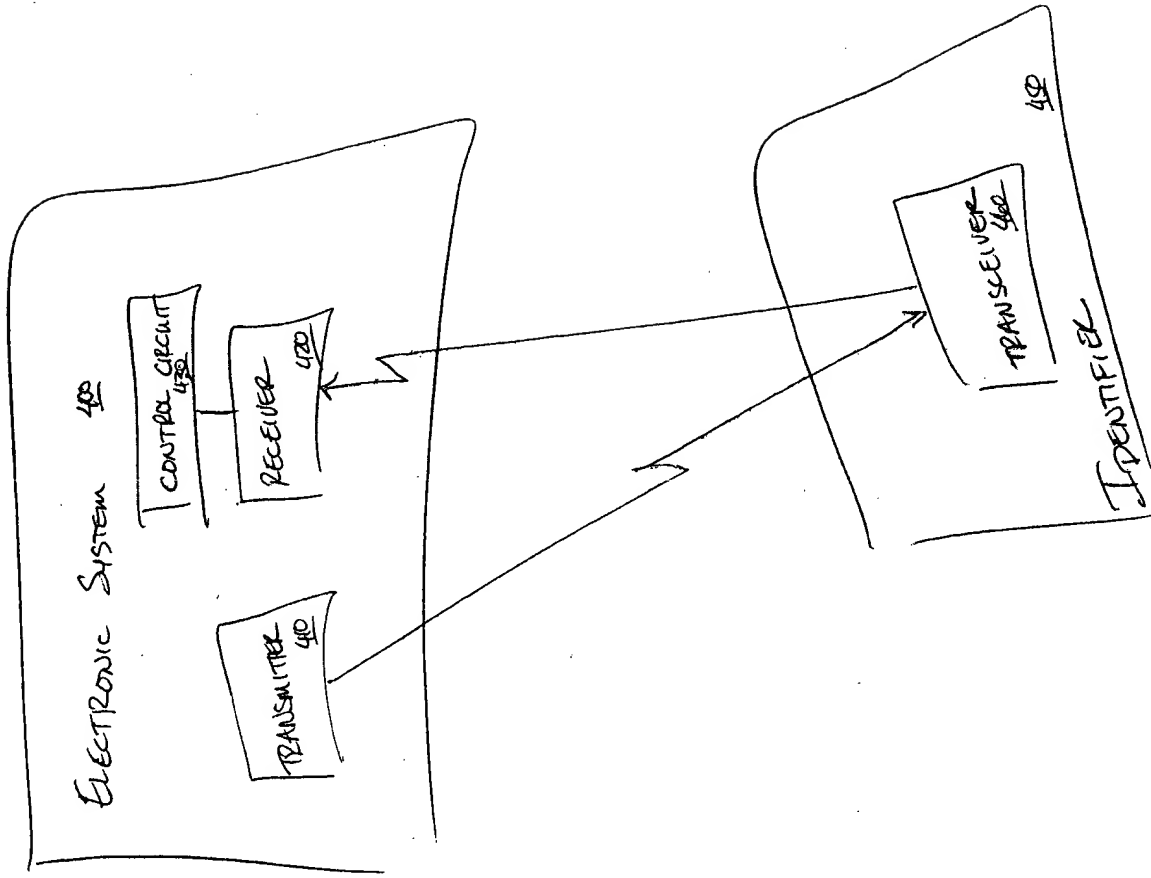 ELECTRONIC SYSTEM 400
CONTROL CIRCUIT
430
RECEIVER
420
TRANSMITTER
410
TRANSCEIVER
460
IDENTIFIER
450